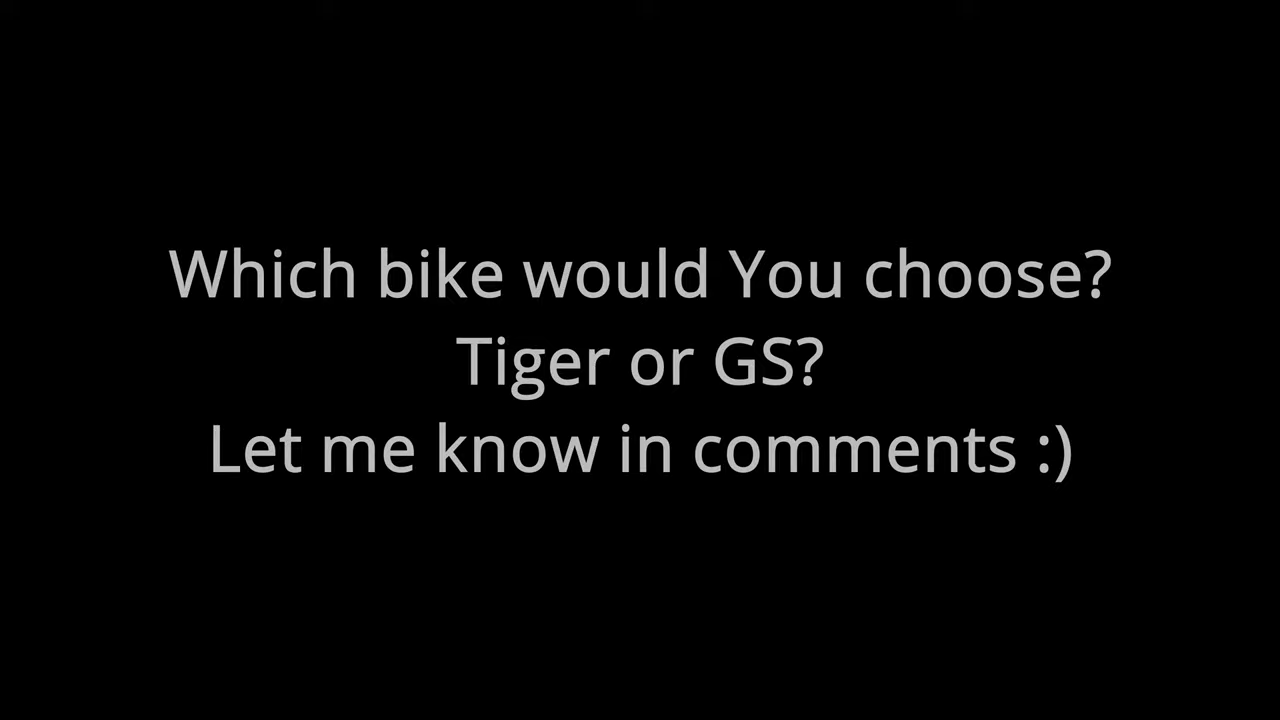 Which bike would You choose?
Tiger or GS?
Let me know in comments :)